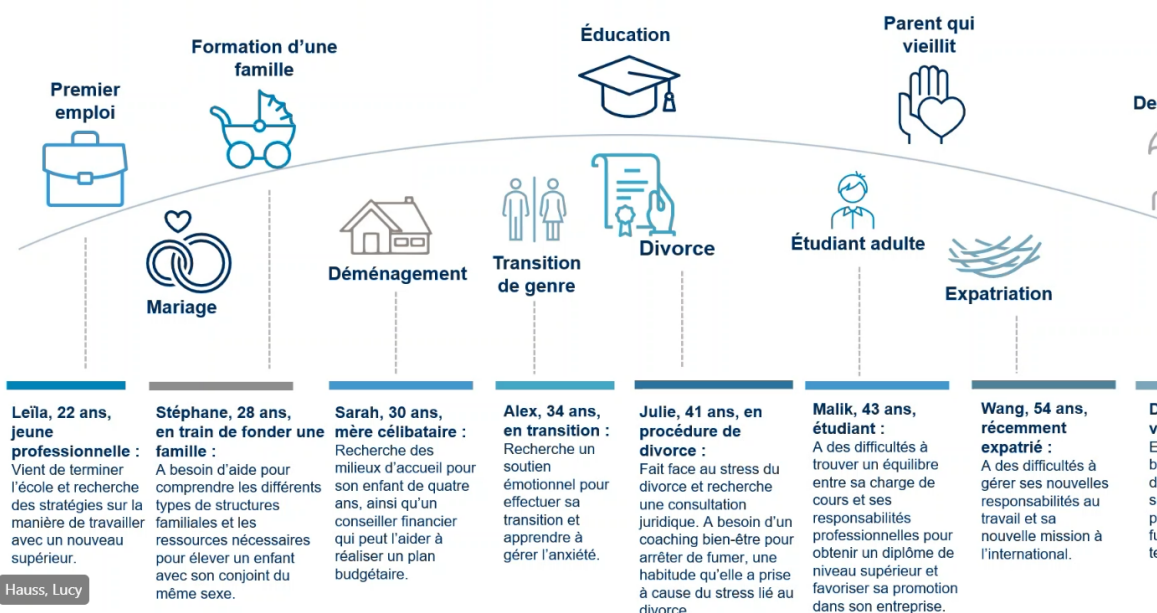 Premier
emploi
Formation d’une
famille
Éducation
Parent qui
vieillit
De
Mariage
Déménagement
Transition
de genre
Divorce
Étudiant adulte
Expatriation
Leïla, 22 ans,
jeune
professionnelle :
Vient de terminer
l’école et recherche
des stratégies sur la
manière de travailler
avec un nouveau
supérieur.
Stéphane, 28 ans,
en train de fonder une
famille :
A besoin d’aide pour
comprendre les différents
types de structures
familiales et les
ressources nécessaires
pour élever un enfant
avec son conjoint du
même sexe.
Sarah, 30 ans,
mère célibataire :
Recherche des
milieux d’accueil pour
son enfant de quatre
ans, ainsi qu’un
conseiller financier
qui peut l’aider à
réaliser un plan
budgétaire.
Alex, 34 ans,
en transition :
Recherche un
soutien
émotionnel pour
effectuer sa
transition et
apprendre à
gérer l’anxiété.
Julie, 41 ans, en
procédure de
divorce :
Fait face au stress du
divorce et recherche
une consultation
juridique. A besoin d’un
coaching bien-être pour
arrêter de fumer, une
habitude qu’elle a prise
à cause du stress lié au
divorce.
Malik, 43 ans,
étudiant :
A des difficultés à
trouver un équilibre
entre sa charge de
cours et ses
responsabilités
professionnelles pour
obtenir un diplôme de
niveau supérieur et
favoriser sa promotion
dans son entreprise.
Wang, 54 ans,
récemment
expatrié :
A des difficultés à
gérer ses nouvelles
responsabilités au
travail et sa
nouvelle mission à
l’international.
Hauss, Lucy